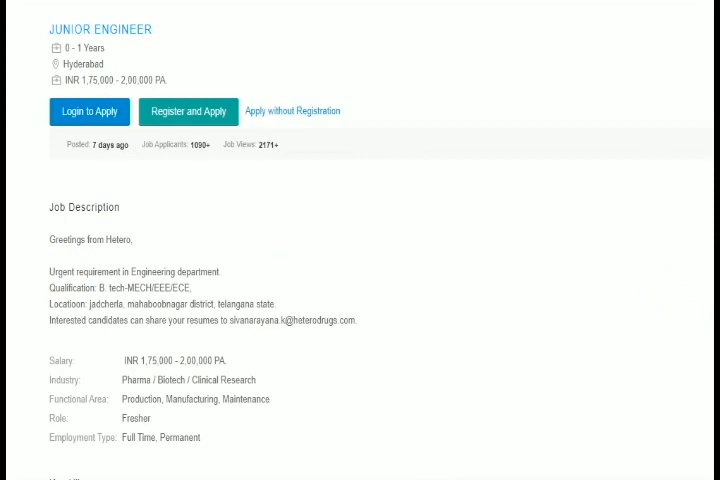 JUNIOR ENGINEER
0 - 1 Years
Hyderabad
INR 1,75,000 - 2,00,000 PA.
Login to Apply Register and Apply Apply without Registration
Posted: 7 days ago Job Applicants: 1090+ Job Views: 2171+
Job Description
Greetings from Hetero,
Urgent requirement in Engineering department.
Qualification: B. tech-MECH/EEE/ECE,
Locatioon: jadcherla, mahaboobnagar district, telangana state.
Interested candidates can share your resumes to sivanarayana.k@heterodrugs.com.
Salary: INR 1,75,000 - 2,00,000 PA.
Industry: Pharma / Biotech / Clinical Research
Functional Area: Production, Manufacturing, Maintenance
Role: Fresher
Employment Type: Full Time, Permanent